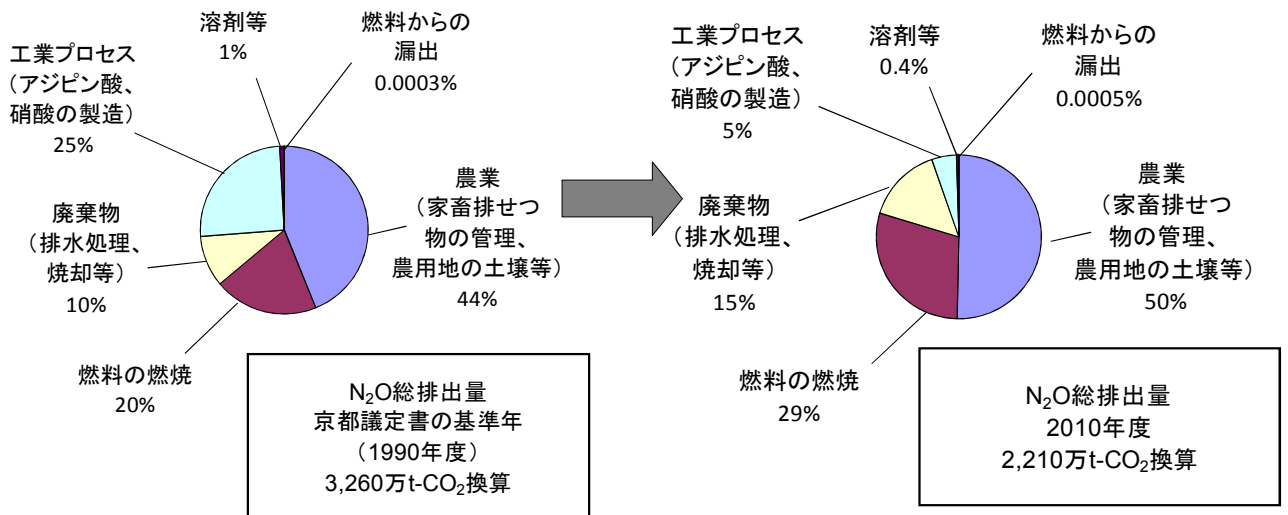 溶剤等
1%
燃料からの
漏出
0.0003%
工業プロセス
(アジピン酸、
硝酸の製造)
25%
農業
(家畜排せつ
物の管理、
農用地の土壌等)
44%
廃棄物
(排水処理、
焼却等)
10%
燃料の燃焼
20%
N₂O総排出量
京都議定書の基準年
(1990年度)
3,260万t-CO₂換算
工業プロセス
(アジピン酸、
硝酸の製造)
5%
溶剤等
0.4%
燃料からの
漏出
0.0005%
廃棄物
(排水処理、
焼却等)
15%
農業
(家畜排せつ
物の管理、
農用地の土壌等)
50%
燃料の燃焼
29%
N₂O総排出量
2010年度
2,210万t-CO₂換算